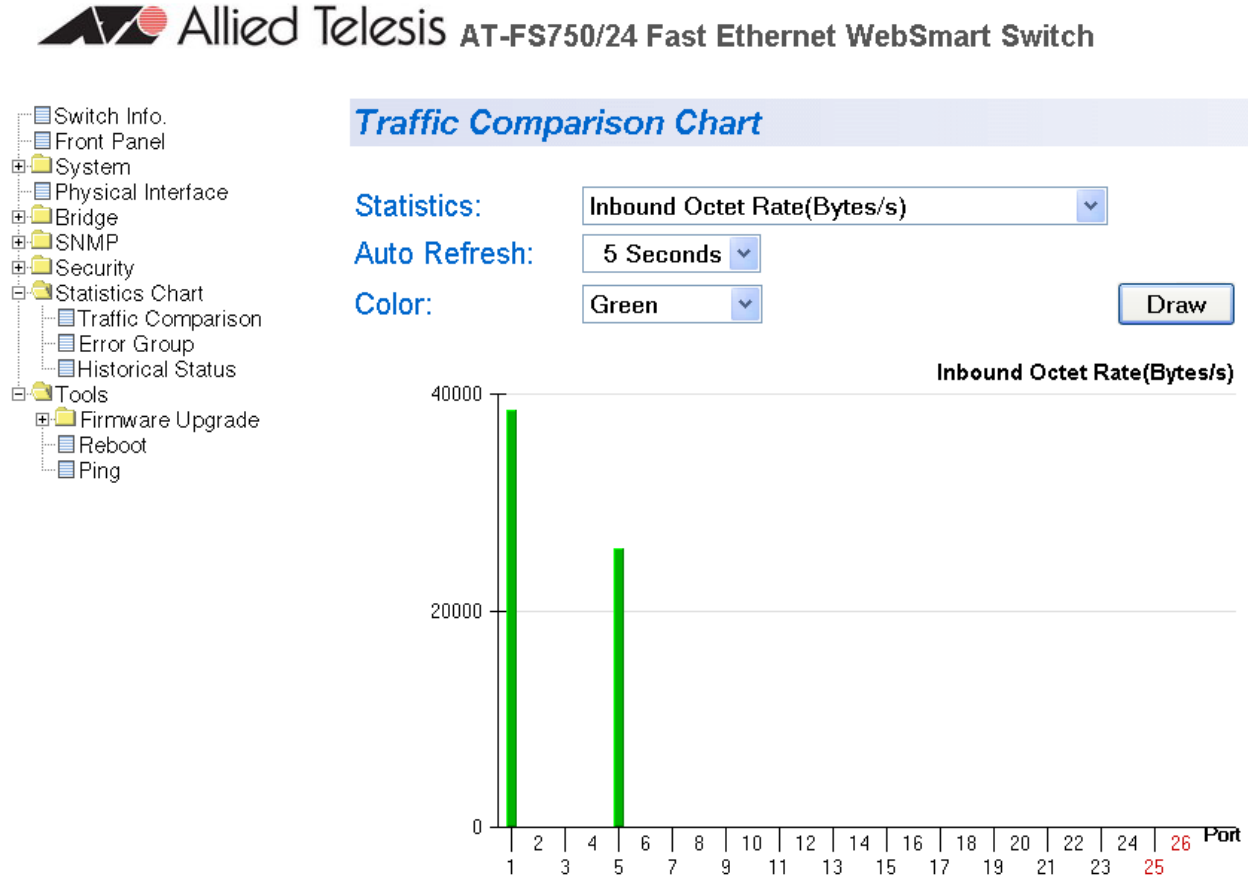 Allied Telesis AT-FS750/24 Fast Ethernet WebSmart Switch
Switch Info.
Front Panel
System
Physical Interface
Bridge
SNMP
Security
Statistics Chart
Traffic Comparison
Error Group
Historical Status
Tools
Firmware Upgrade
Reboot
Ping
Traffic Comparison Chart
Statistics: Inbound Octet Rate(Bytes/s)
Auto Refresh: 5 Seconds
Color: Green Draw
Inbound Octet Rate(Bytes/s)
40000
20000
0
2 4 6 8 10 12 14 16 18 20 22 24 26 Port
1 3 5 7 9 11 13 15 17 19 21 23 25